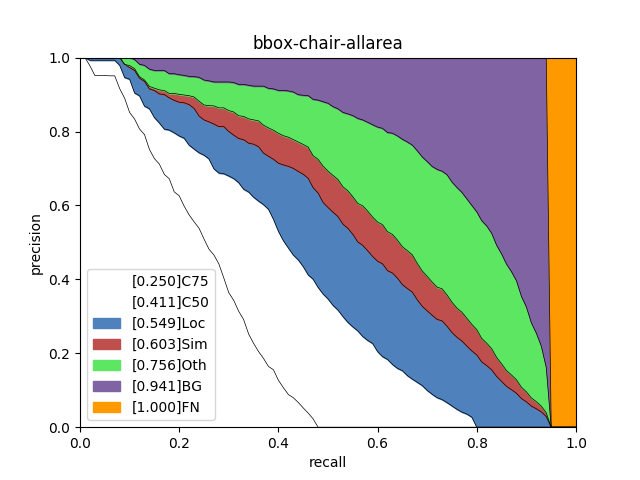 bbox-chair-allarea
1.0
0.8
0.6
0.4
0.2
0.0
precision
[0.250]C75
[0.411]C50
[0.549]Loc
[0.603]Sim
[0.756]Oth
[0.941]BG
[1.000]FN
0.0 0.2 0.4 0.6 0.8 1.0
recall